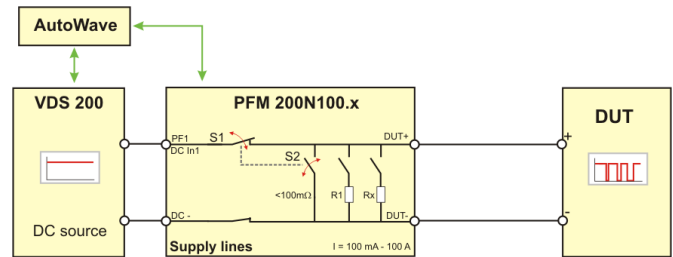 AutoWave
VDS 200
PFM 200N100.x
DUT
PF1
S1
DUT+
+
DC In1
S2
<100mΩ
R1
Rx
DC -
DUT-
-
DC source
Supply lines
I = 100 mA - 100 A